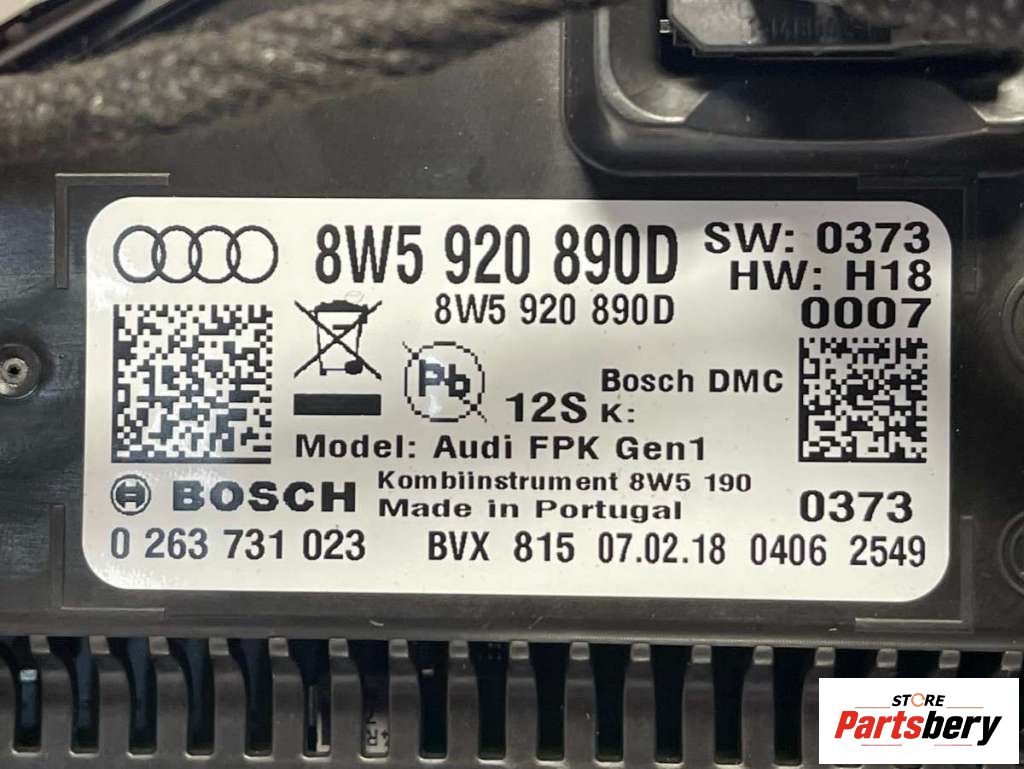 8W5 920 890D
SW: 0373
HW: H18
8W5 920 890D
0007
Pb
12S
Bosch DMC
K:
Model: Audi FPK Gen1
BOSCH
Kombiinstrument 8W5 190
Made in Portugal
0373
0 263 731 023
BVX 815 07.02.18 0406 2549
STORE
Partsbery